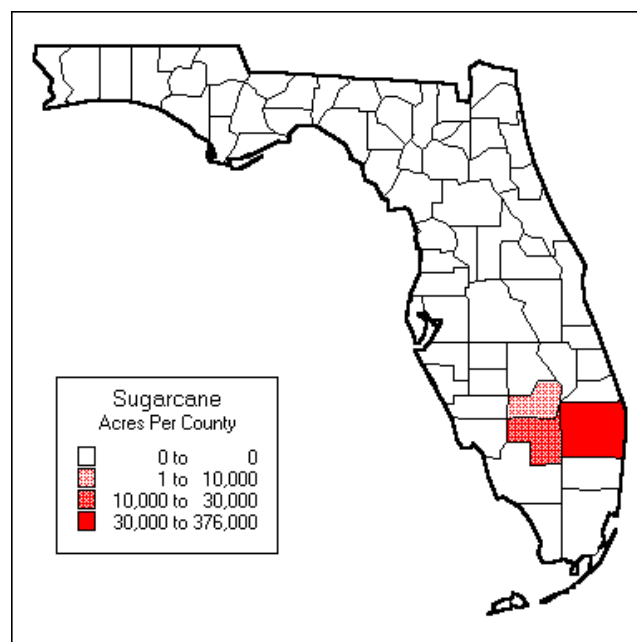 Sugarcane
Acres Per County
0 to 0
1 to 10,000
10,000 to 30,000
30,000 to 376,000